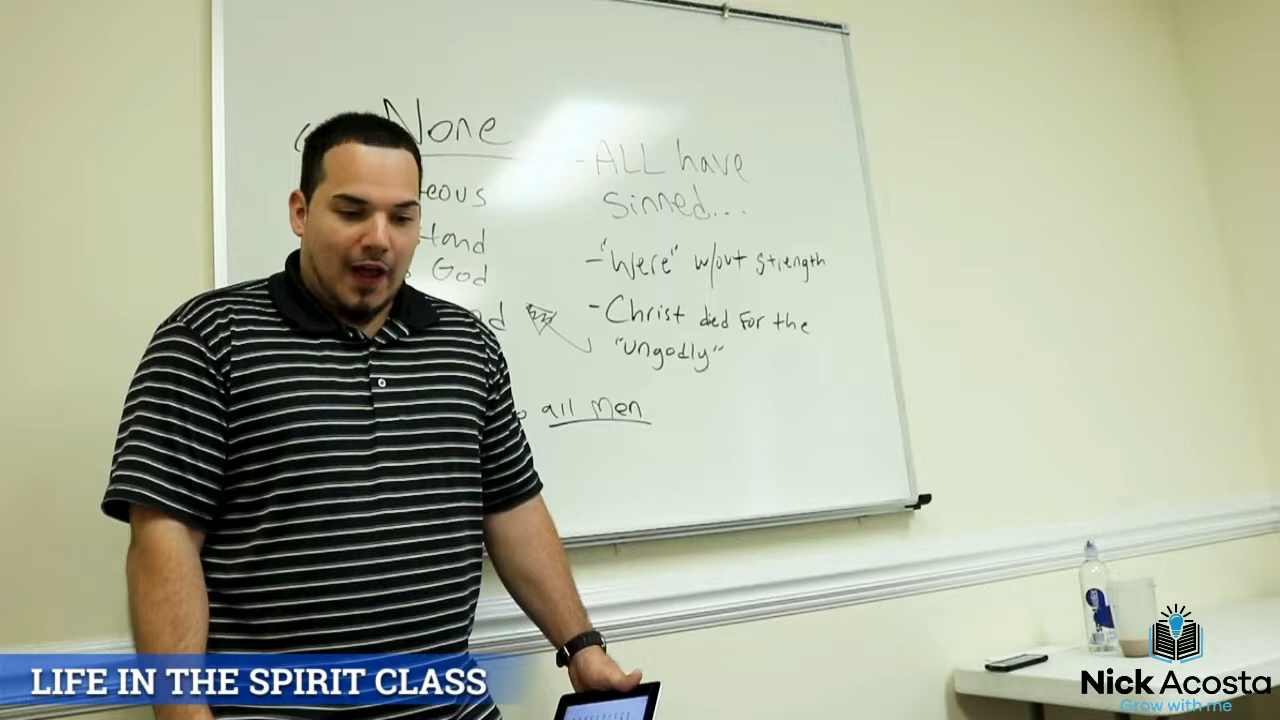 None
eous
tand
God
ALL have
Sinned...
- "Were" w/out strength
- Christ died For the
"Ungodly"
all Men
LIFE IN THE SPIRIT CLASS
Nick Acosta
Grow with me